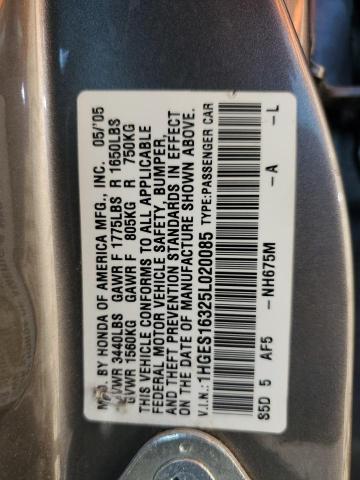 MFD. BY HONDA OF AMERICA MFG., INC. 05/'05
GVWR 3440LBS GAWR F 1775LBS R 1650LBS
GVWR 1560KG GAWR F 805KG R 750KG
THIS VEHICLE CONFORMS TO ALL APPLICABLE
FEDERAL MOTOR VEHICLE SAFETY, BUMPER,
THEFT PREVENTION STANDARDS IN EFFECT
ON THE DATE OF MANUFACTURE SHOWN ABOVE.
V.I.N.: 1HGES16325L020085 TYPE: PASSENGER CAR
S5D 5 AF5 -NH675M -A -L